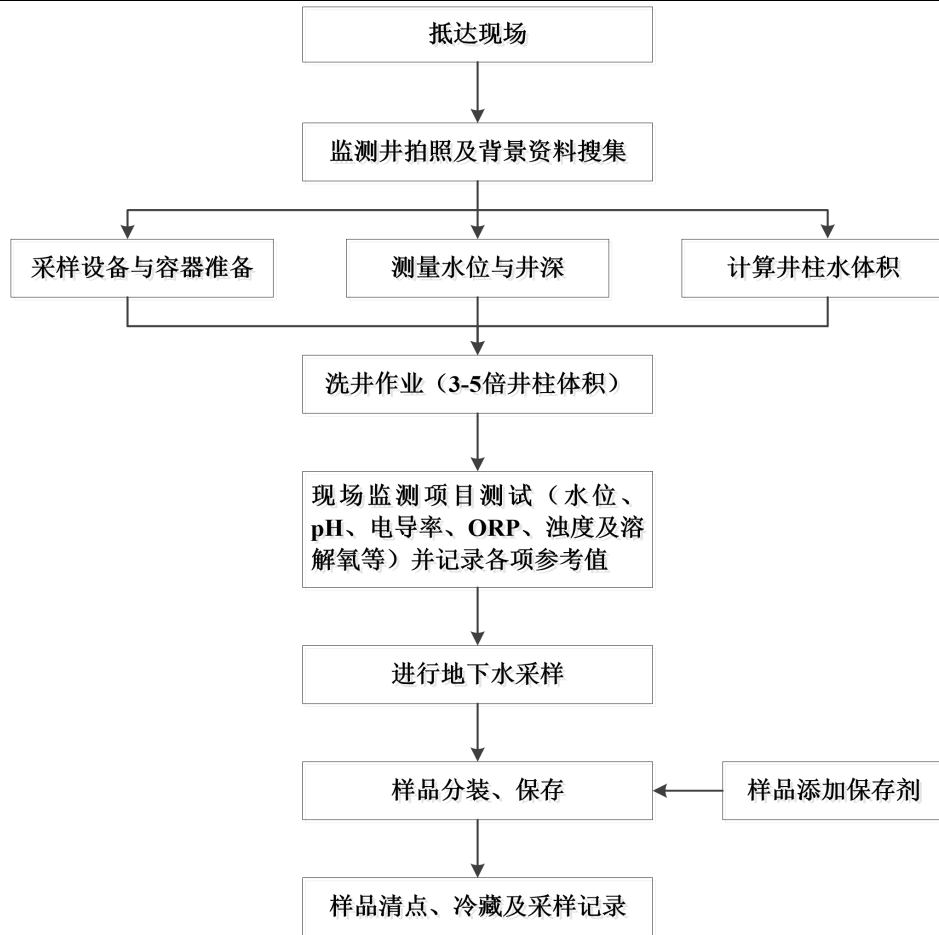 抵达现场
监测井拍照及背景资料搜集
采样设备与容器准备
测量水位与井深
计算井柱水体积
洗井作业（3-5倍井柱体积）
现场监测项目测试（水位、
pH、电导率、ORP、浊度及溶
解氧等）并记录各项参考值
进行地下水采样
样品分装、保存
样品添加保存剂
样品清点、冷藏及采样记录